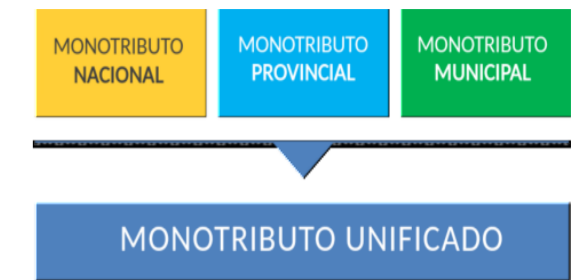 MONOTRIBUTO
NACIONAL
MONOTRIBUTO
PROVINCIAL
MONOTRIBUTO
MUNICIPAL
MONOTRIBUTO UNIFICADO